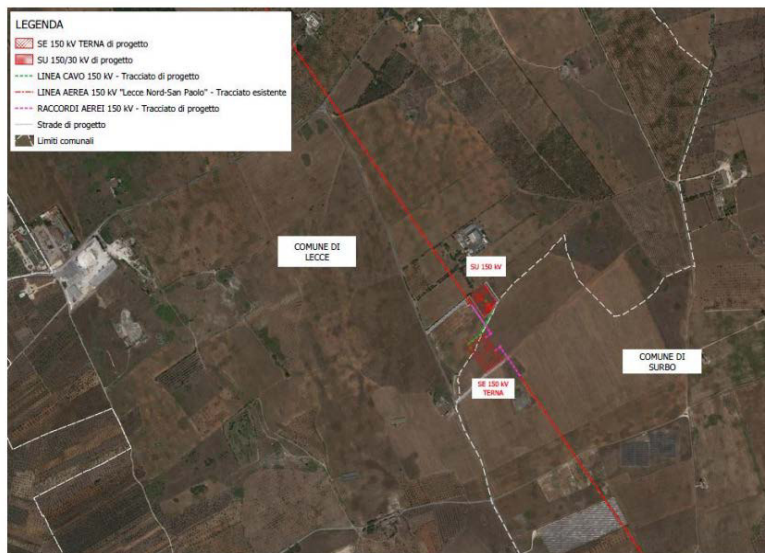 LEGENDA
SE 150 kV TERNA di progetto
SU 150/30 kV di progetto
LINEA CAVO 150 kV - Tracciato di progetto
LINEA AEREA 150 kV "Lecce Nord-San Paolo" - Tracciato esistente
RACCORDI AEREI 150 kV - Tracciato di progetto
Strade di progetto
Limiti comunali
COMUNE DI
LECCE
SU 150 kV
COMUNE DI
SURBO
SE 150 kV
TERNA